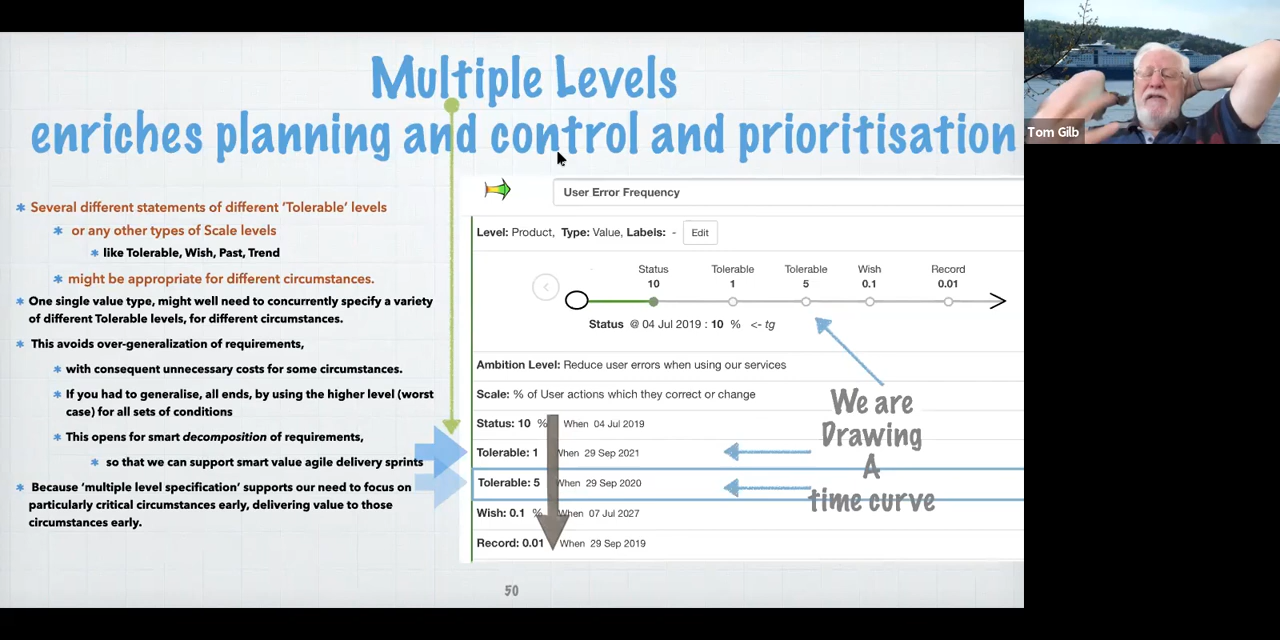 Multiple Levels
enriches planning and control and prioritisation
Tom Gilb
Several different statements of different 'Tolerable' levels
or any other types of Scale levels
like Tolerable, Wish, Past, Trend
might be appropriate for different circumstances.
One single value type, might well need to concurrently specify a variety
of different Tolerable levels, for different circumstances.
This avoids over-generalization of requirements,
with consequent unnecessary costs for some circumstances.
If you had to generalise, all ends, by using the higher level (worst
case) for all sets of conditions
This opens for smart decomposition of requirements,
so that we can support smart value agile delivery sprints
Because 'multiple level specification' supports our need to focus on
particularly critical circumstances early, delivering value to those
circumstances early.
User Error Frequency
Level: Product, Type: Value, Labels: - Edit
Status Tolerable Tolerable Wish Record
10 1 5 0.1 0.01
Status @ 04 Jul 2019 : 10 % <- tg
Ambition Level: Reduce user errors when using our services
Scale: % of User actions which they correct or change
Status: 10 % When 04 Jul 2019
Tolerable: 1 When 29 Sep 2021
Tolerable: 5 When 29 Sep 2020
Wish: 0.1 % When 07 Jul 2027
Record: 0.01 When 29 Sep 2019
We are
Drawing
A
time curve
50